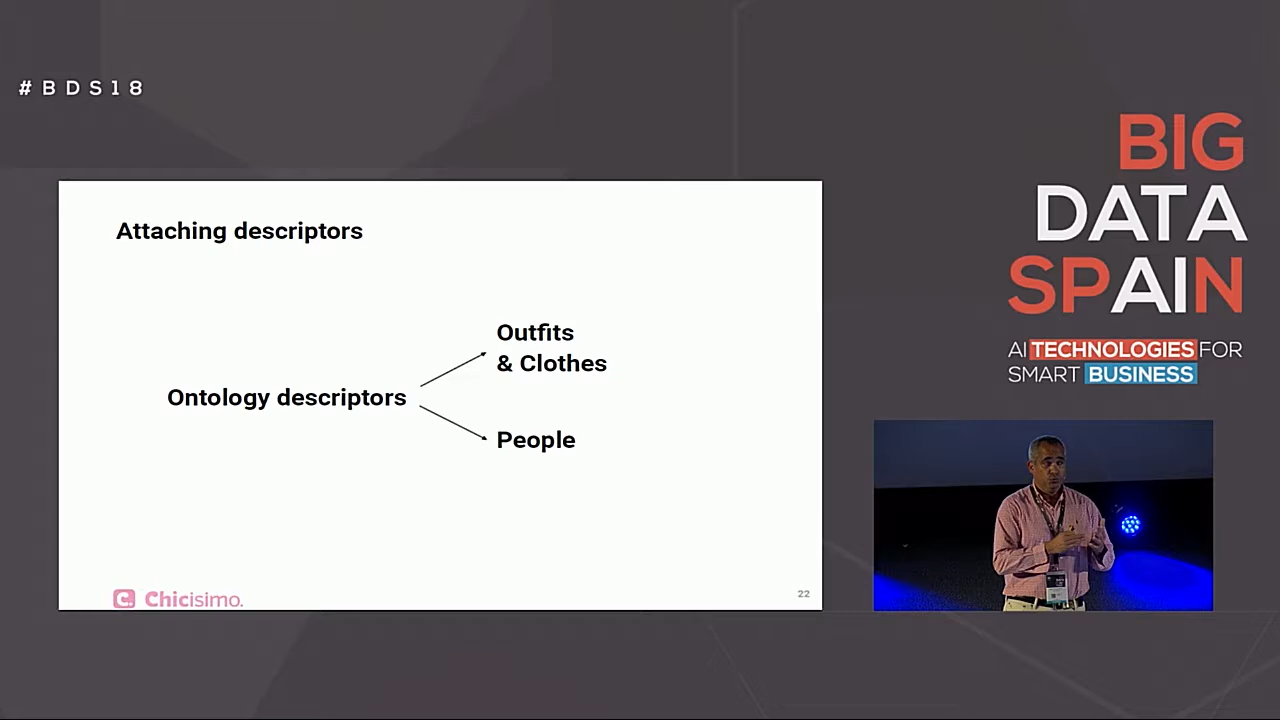 #BDS18
BIG
DATA
SPAIN
AI TECHNOLOGIES FOR
SMART BUSINESS
Attaching descriptors
Outfits
& Clothes
Ontology descriptors
People
Chicisimo.
22